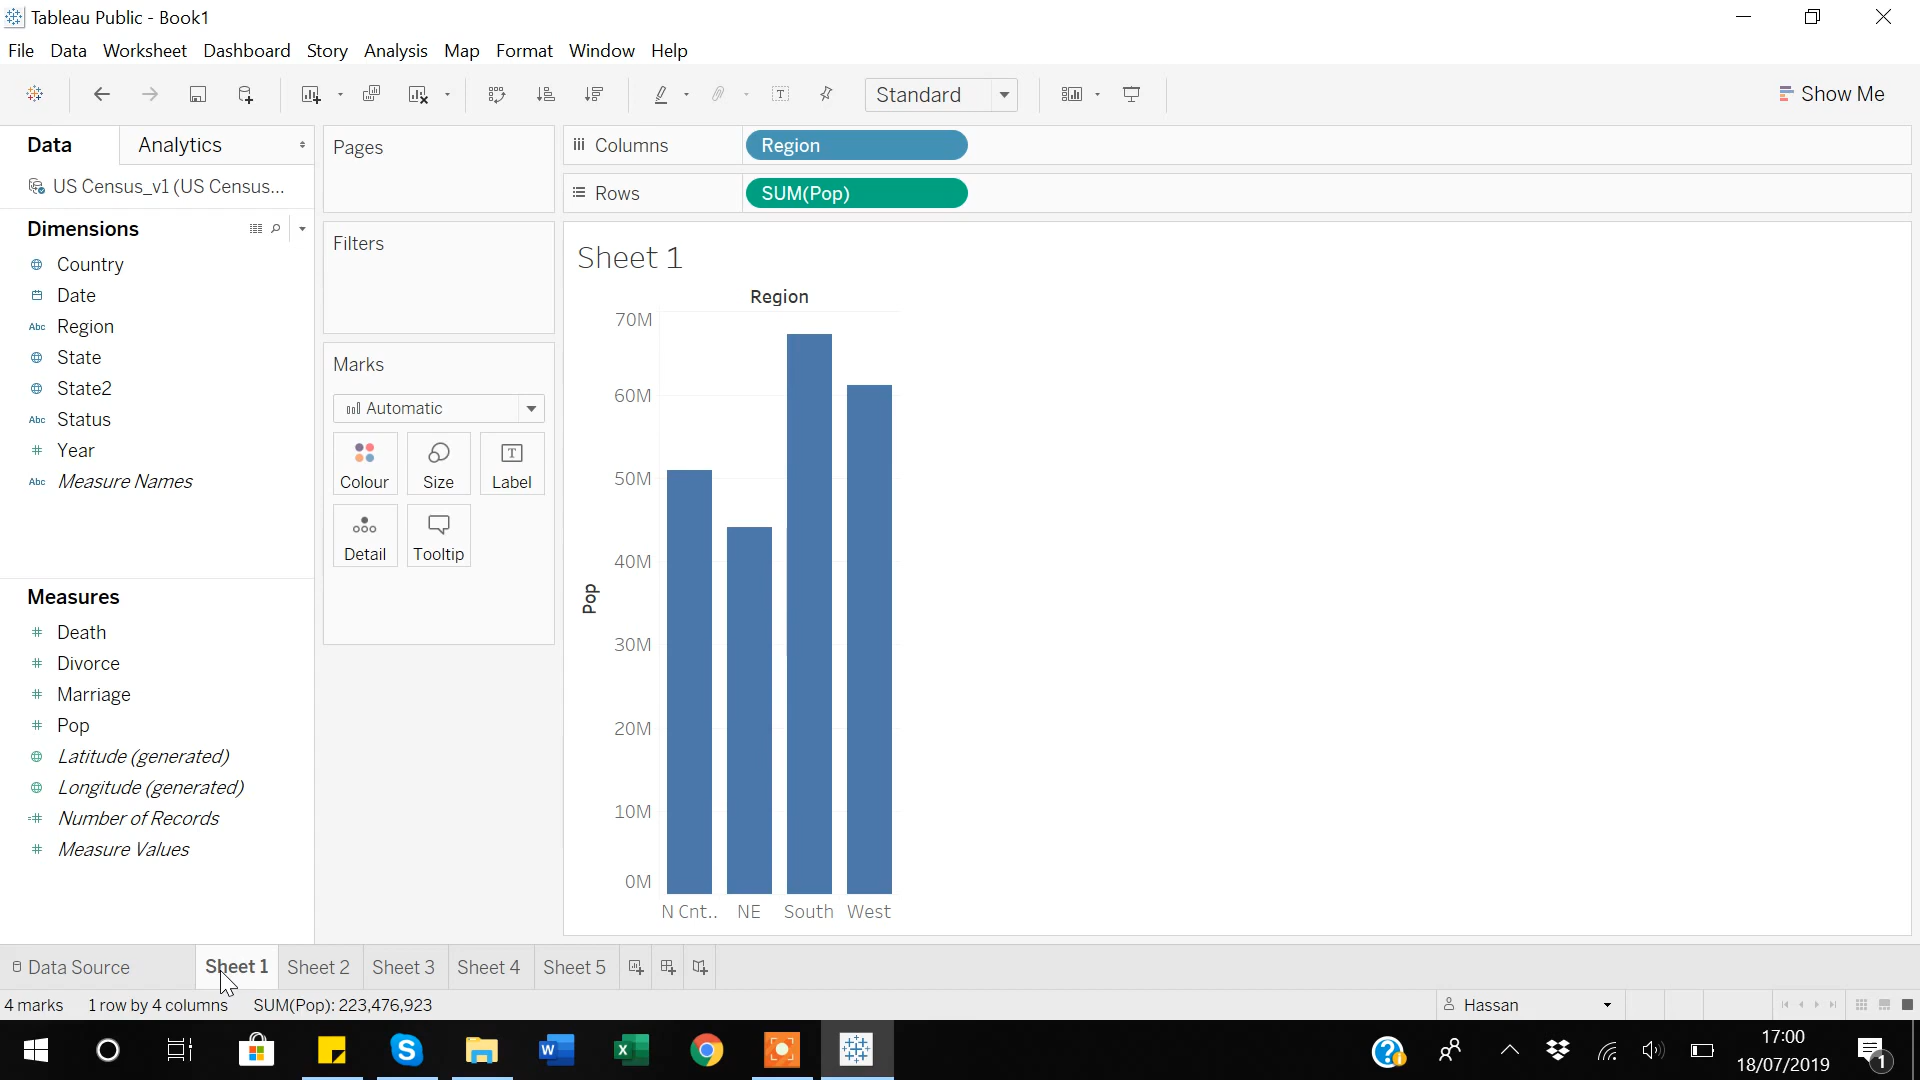 Tableau Public - Book1
File Data Worksheet Dashboard Story Analysis Map Format Window Help
Standard
Show Me
Data
Analytics
US Census_v1 (US Census...
Dimensions
Country
Date
Abc Region
State
State2
Abc Status
# Year
Abc Measure Names
Measures
# Death
# Divorce
# Marriage
# Pop
Latitude (generated)
Longitude (generated)
=# Number of Records
# Measure Values
Pages
Filters
Marks
Automatic
Colour
Size
T
Label
Detail
Tooltip
Columns
Region
Rows
SUM(Pop)
Sheet 1
Region
70M
60M
50M
40M
30M
20M
10M
0M
Pop
N Cnt..
NE
South
West
Data Source
Sheet 1
Sheet 2
Sheet 3
Sheet 4
Sheet 5
4 marks
1 row by 4 columns
SUM(Pop): 223,476,923
Hassan
17:00
18/07/2019
1